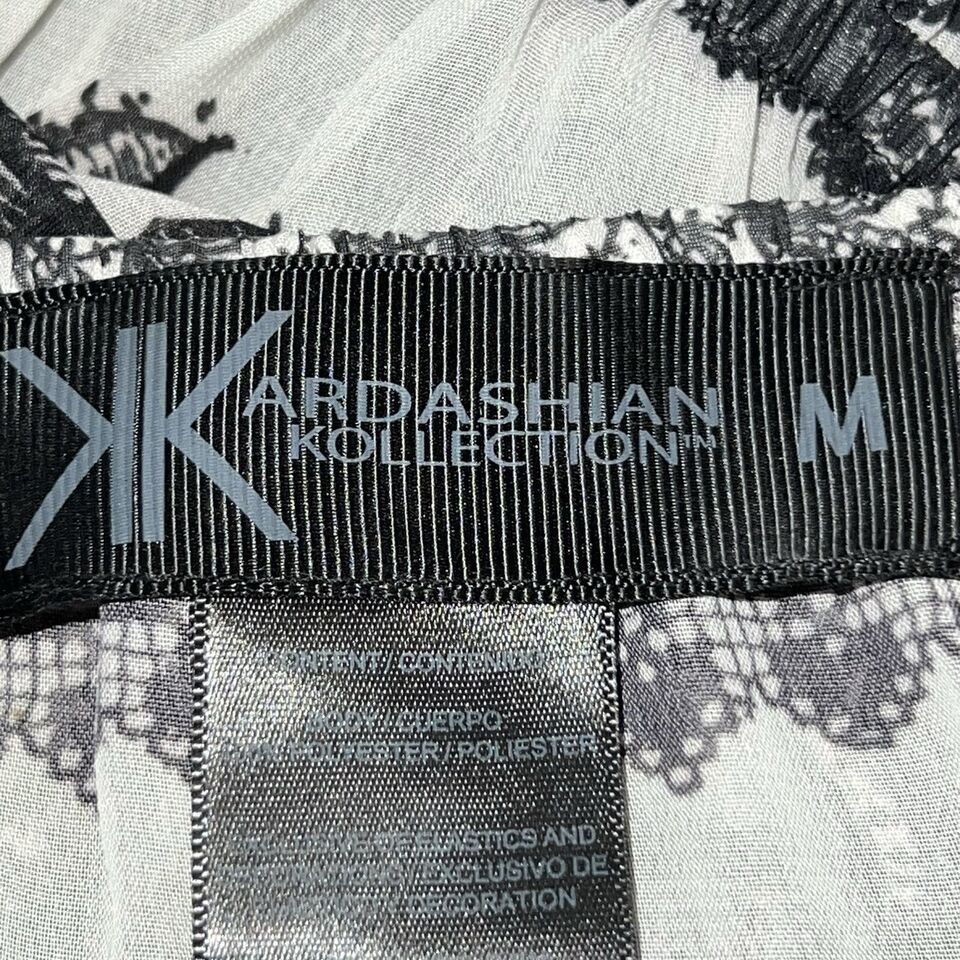 KARDASHIAN
KOLLECTION™
M
CONTENT / CONTENIDO
BODY / CUERPO
POLYESTER / POLIESTER
EXCLUSIVE OF ELASTICS AND
/ EXCLUSIVO DE
/ DECORATION